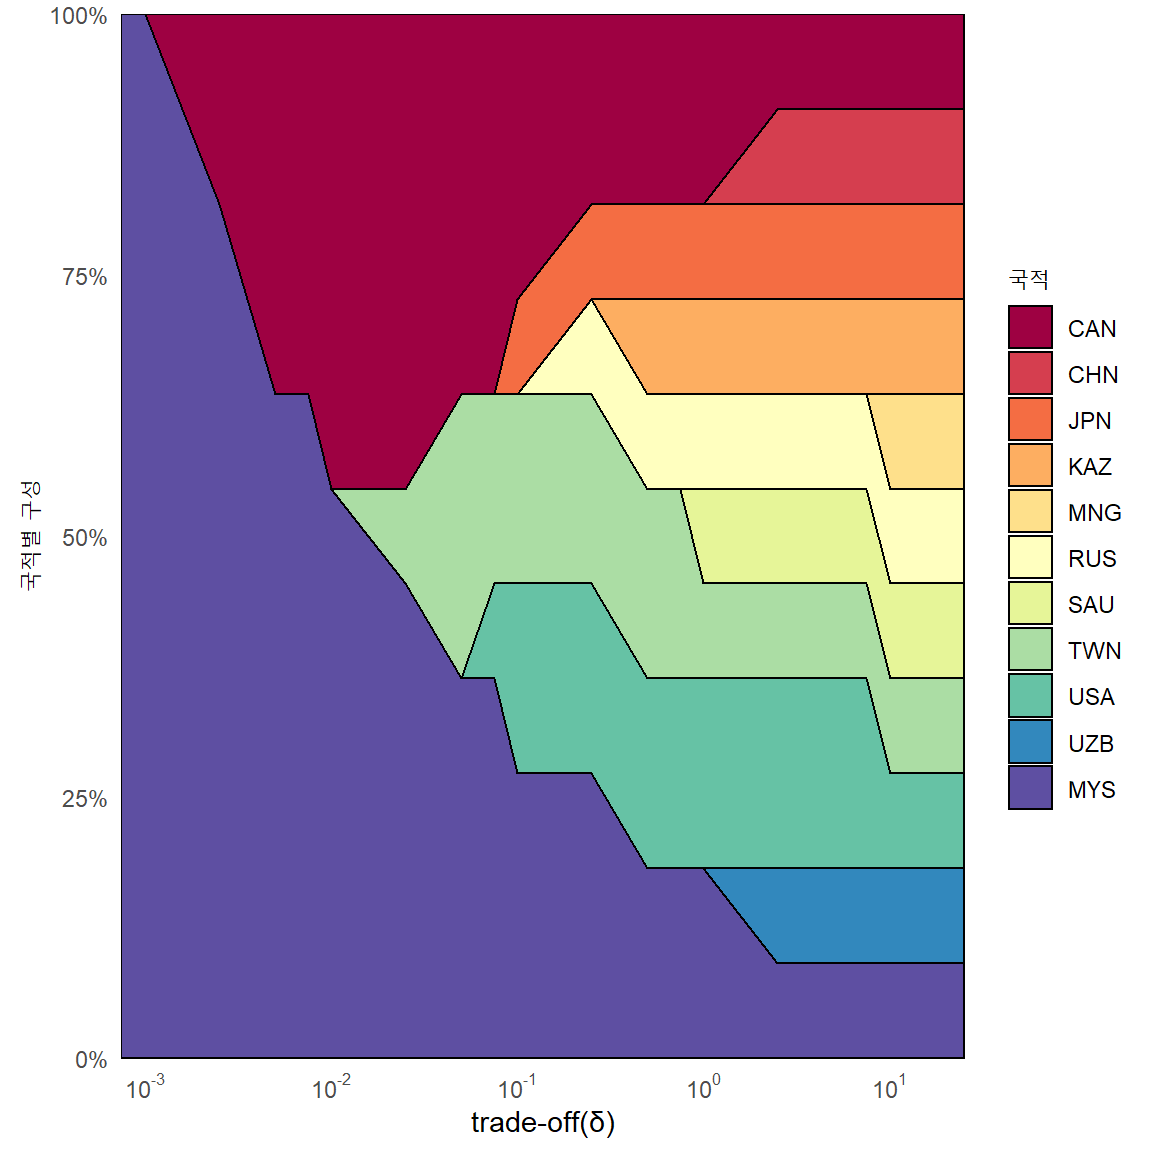 100%
75%
50%
25%
0%
국적별 구성
10⁻³
10⁻²
10⁻¹
10⁰
10¹
trade-off(δ)
국적
CAN
CHN
JPN
KAZ
MNG
RUS
SAU
TWN
USA
UZB
MYS